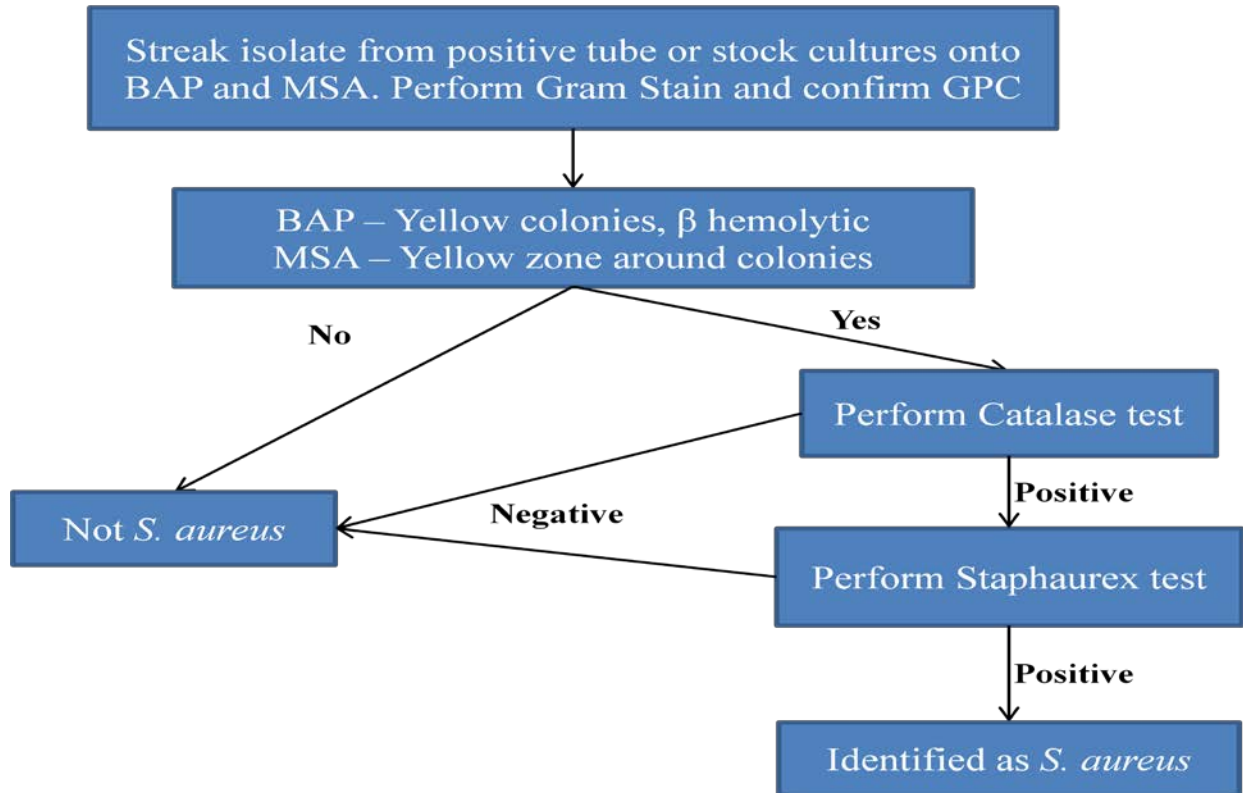 Streak isolate from positive tube or stock cultures onto
BAP and MSA. Perform Gram Stain and confirm GPC
BAP – Yellow colonies, β hemolytic
MSA – Yellow zone around colonies
No
Yes
Perform Catalase test
Not S. aureus
Negative
Positive
Perform Staphaurex test
Positive
Identified as S. aureus